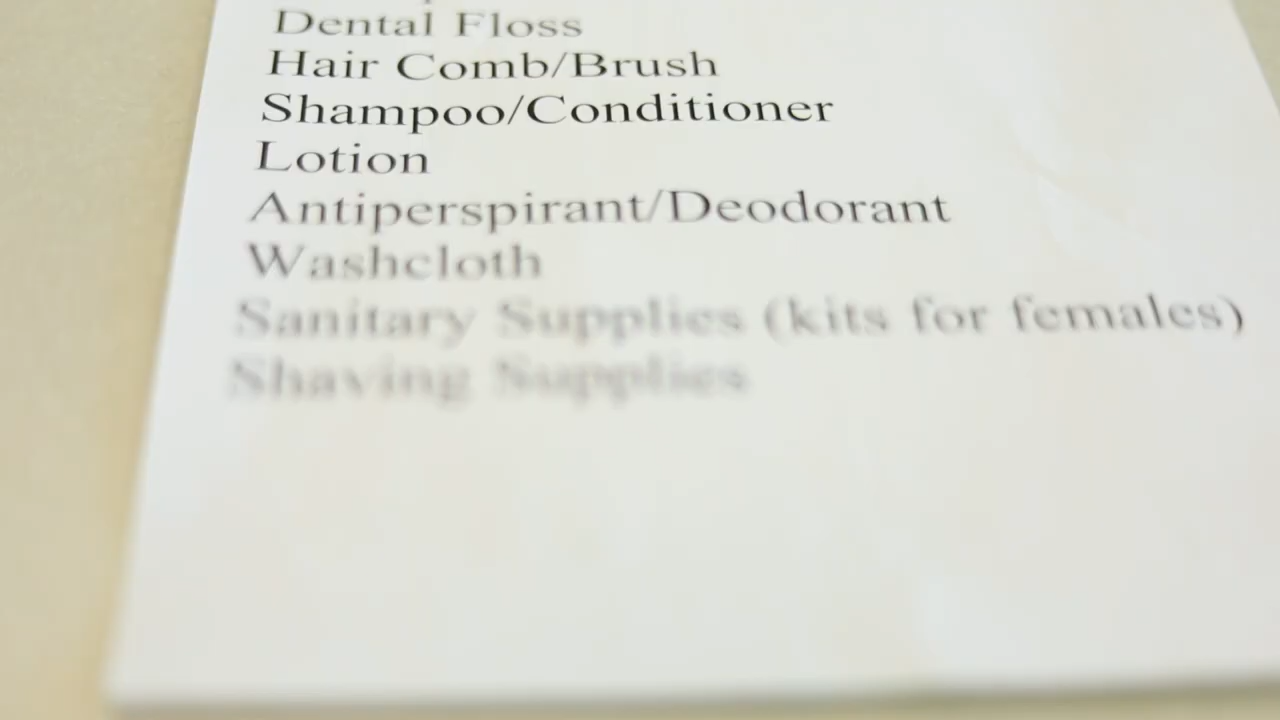 Dental Floss
Hair Comb/Brush
Shampoo/Conditioner
Lotion
Antiperspirant/Deodorant
Washcloth
Sanitary Supplies (kits for females)
Shaving Supplies